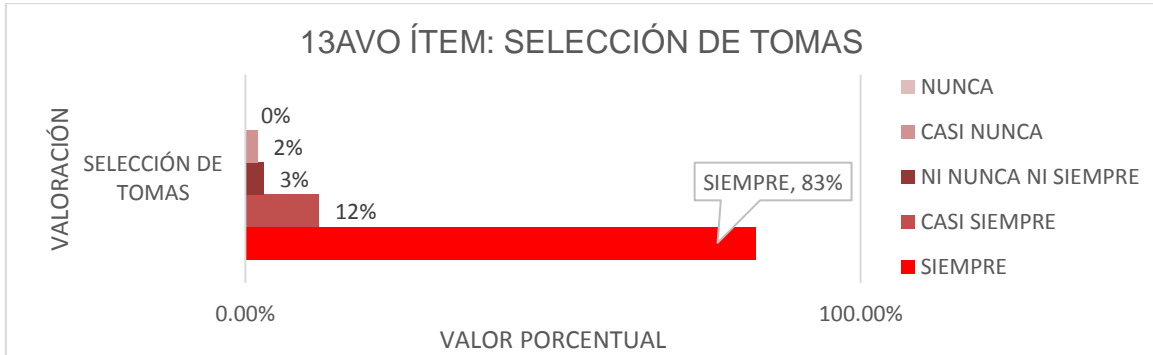 13AVO ÍTEM: SELECCIÓN DE TOMAS
VALORACIÓN
SELECCIÓN DE
TOMAS
0%
2%
3%
12%
SIEMPRE, 83%
0.00%
100.00%
VALOR PORCENTUAL
NUNCA
CASI NUNCA
NI NUNCA NI SIEMPRE
CASI SIEMPRE
SIEMPRE